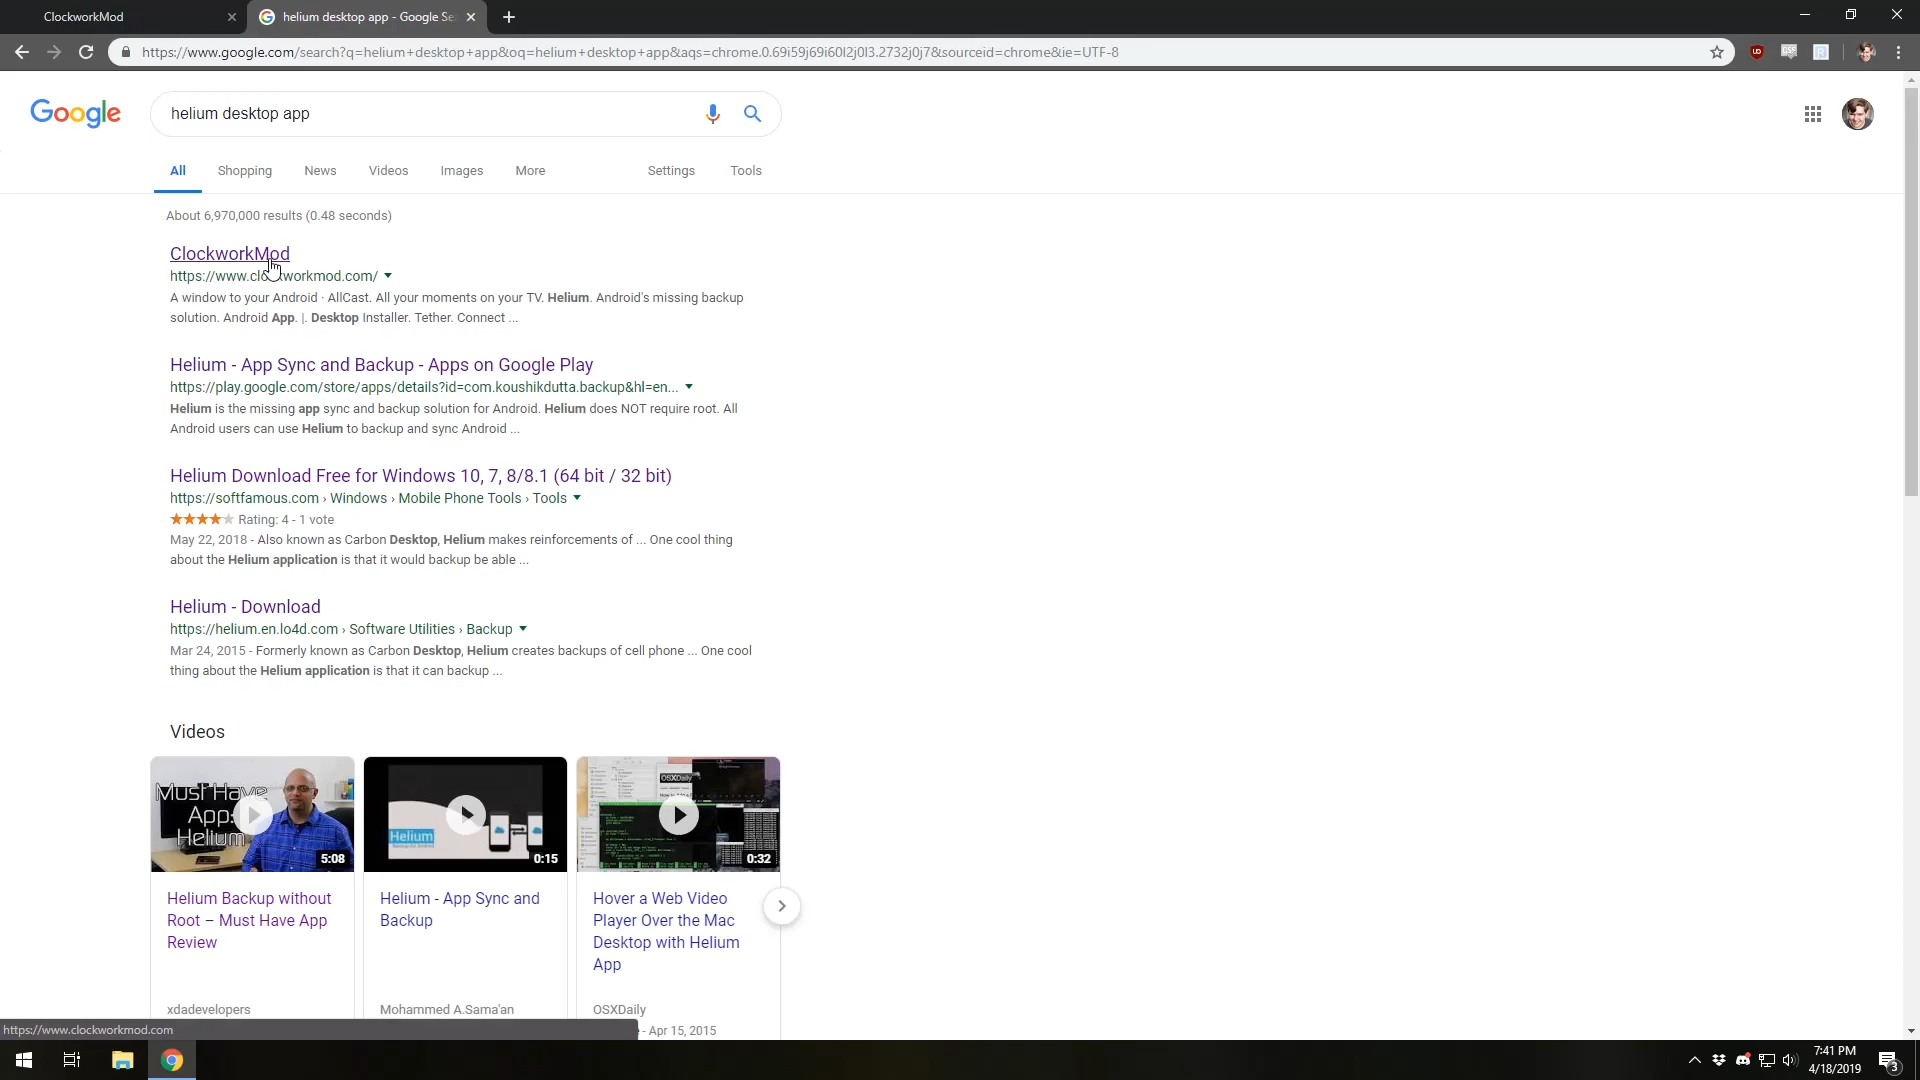 ClockworkMod
helium desktop app - Google Se
https://www.google.com/search?q=helium+desktop+app&oq=helium+desktop+app&aqs=chrome.0.69i59j69i60l2j0l3.2732j0j7&sourceid=chrome&ie=UTF-8
Google
helium desktop app
All Shopping News Videos Images More Settings Tools
About 6,970,000 results (0.48 seconds)
ClockworkMod
https://www.clockworkmod.com/
A window to your Android · AllCast. All your moments on your TV. Helium. Android's missing backup
solution. Android App. |. Desktop Installer. Tether. Connect ...
Helium - App Sync and Backup - Apps on Google Play
https://play.google.com/store/apps/details?id=com.koushikdutta.backup&hl=en...
Helium is the missing app sync and backup solution for Android. Helium does NOT require root. All
Android users can use Helium to backup and sync Android ...
Helium Download Free for Windows 10, 7, 8/8.1 (64 bit / 32 bit)
https://softfamous.com › Windows › Mobile Phone Tools › Tools
Rating: 4 - 1 vote
May 22, 2018 - Also known as Carbon Desktop, Helium makes reinforcements of ... One cool thing
about the Helium application is that it would backup be able ...
Helium - Download
https://helium.en.lo4d.com › Software Utilities › Backup
Mar 24, 2015 - Formerly known as Carbon Desktop, Helium creates backups of cell phone ... One cool
thing about the Helium application is that it can backup ...
Videos
Must Have
App:
Helium
5:08
Helium
0:15
OSXDaily
0:32
Helium Backup without
Root – Must Have App
Review
Helium - App Sync and
Backup
Hover a Web Video
Player Over the Mac
Desktop with Helium
App
xdadevelopers
Mohammed A.Sama'an
OSXDaily
e - Apr 15, 2015
https://www.clockworkmod.com
7:41 PM
4/18/2019
3